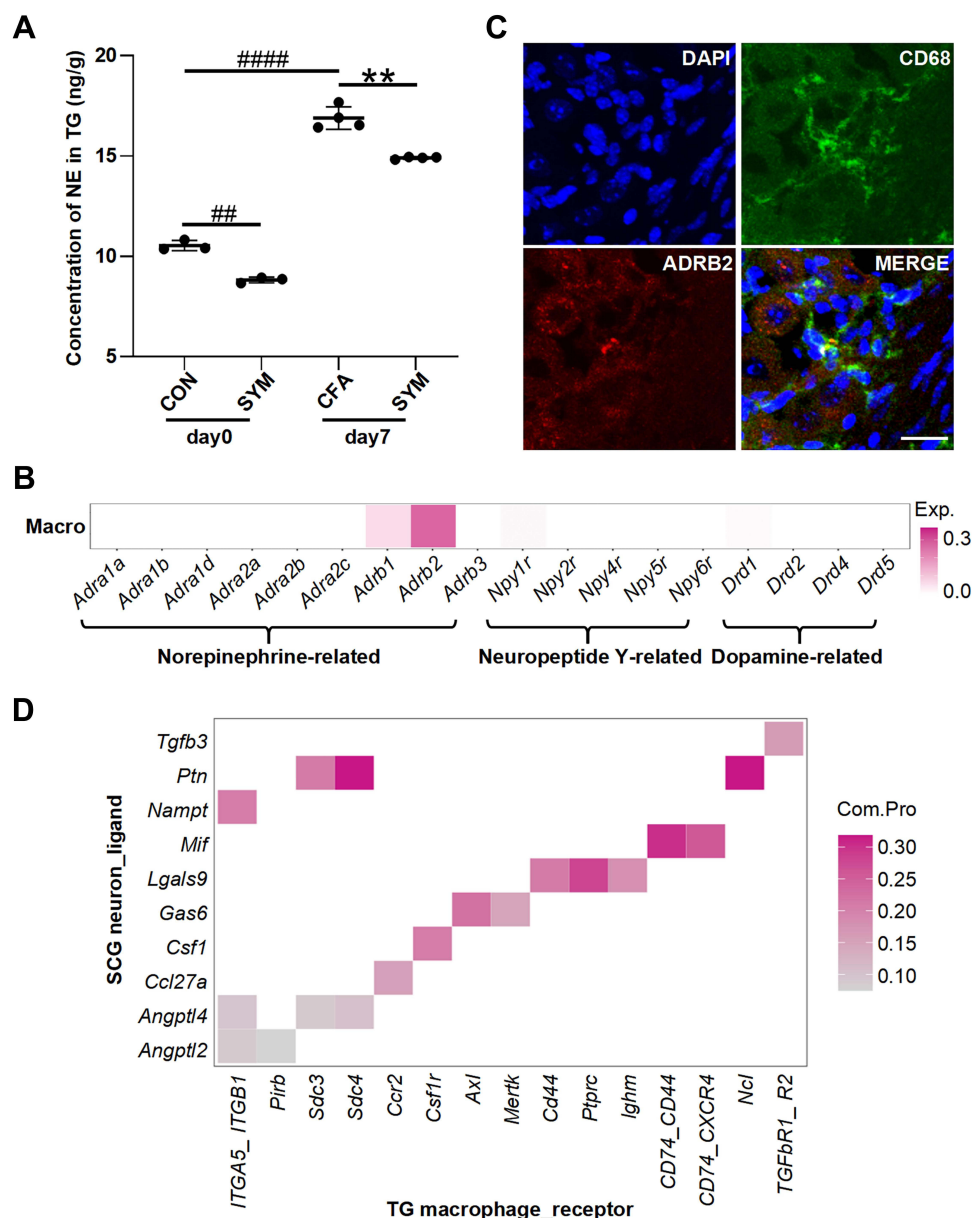 A
Concentration of NE in TG (ng/g)
20
15
10
5
####
**
##
CON
SYM
CFA
SYM
day0
day7
C
DAPI
CD68
ADRB2
MERGE
B
Macro
Adra1a
Adra1b
Adra1d
Adra2a
Adra2b
Adra2c
Adrb1
Adrb2
Adrb3
Npy1r
Npy2r
Npy4r
Npy5r
Npy6r
Drd1
Drd2
Drd4
Drd5
Exp.
0.3
0.0
Norepinephrine-related
Neuropeptide Y-related
Dopamine-related
D
SCG neuron_ligand
Tgfb3
Ptn
Nampt
Mif
Lgals9
Gas6
Csf1
Ccl27a
Angptl4
Angptl2
ITGA5_ ITGB1
Pirb
Sdc3
Sdc4
Ccr2
Csf1r
Axl
Mertk
Cd44
Ptprc
Ighm
CD74_CD44
CD74_CXCR4
Ncl
TGFbR1_ R2
TG macrophage_receptor
Com.Pro
0.30
0.25
0.20
0.15
0.10